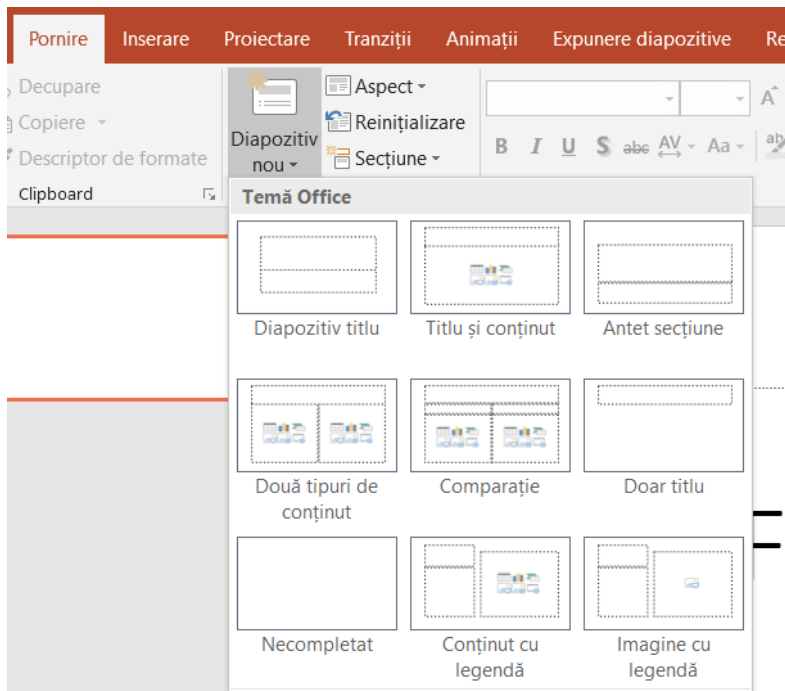 Pornire Inserare Proiectare Tranziții Animații Expunere diapozitive Re
Decupare
Copiere
Descriptor de formate
Clipboard
Diapozitiv
nou
Aspect
Reinițializare
Secțiune
B I U S abc AV Aa
A
ab
Temă Office
Diapozitiv titlu
Titlu și conținut
Antet secțiune
Două tipuri de
conținut
Comparație
Doar titlu
Necompletat
Conținut cu
legendă
Imagine cu
legendă